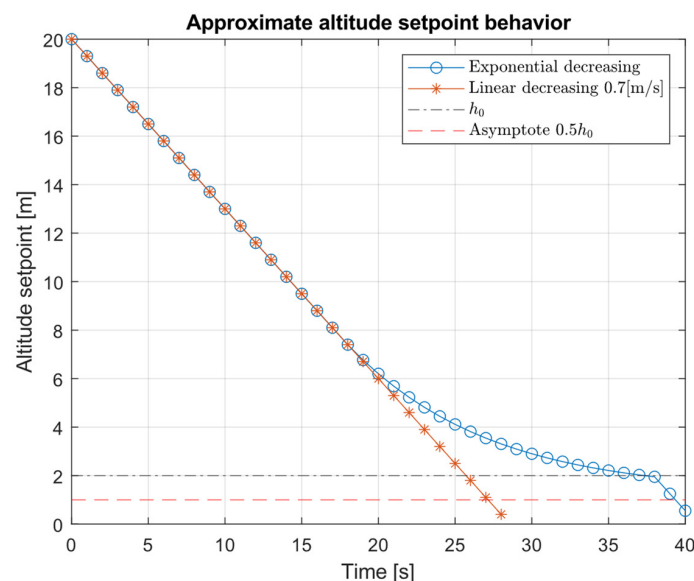 Approximate altitude setpoint behavior
Exponential decreasing
Linear decreasing 0.7[m/s]
h₀
Asymptote 0.5h₀
Altitude setpoint [m]
20
18
16
14
12
10
8
6
4
2
0
0 5 10 15 20 25 30 35 40
Time [s]